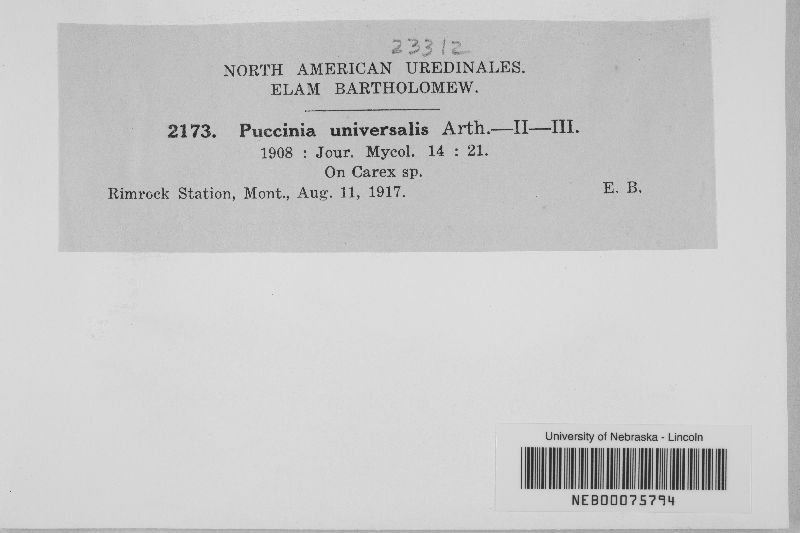 23312
NORTH AMERICAN UREDINALES.
ELAM BARTHOLOMEW.
2173. Puccinia universalis Arth.—II—III.
1908 : Jour. Mycol. 14 : 21.
On Carex sp.
Rimrock Station, Mont., Aug. 11, 1917. E. B.
University of Nebraska - Lincoln
NEB00075794